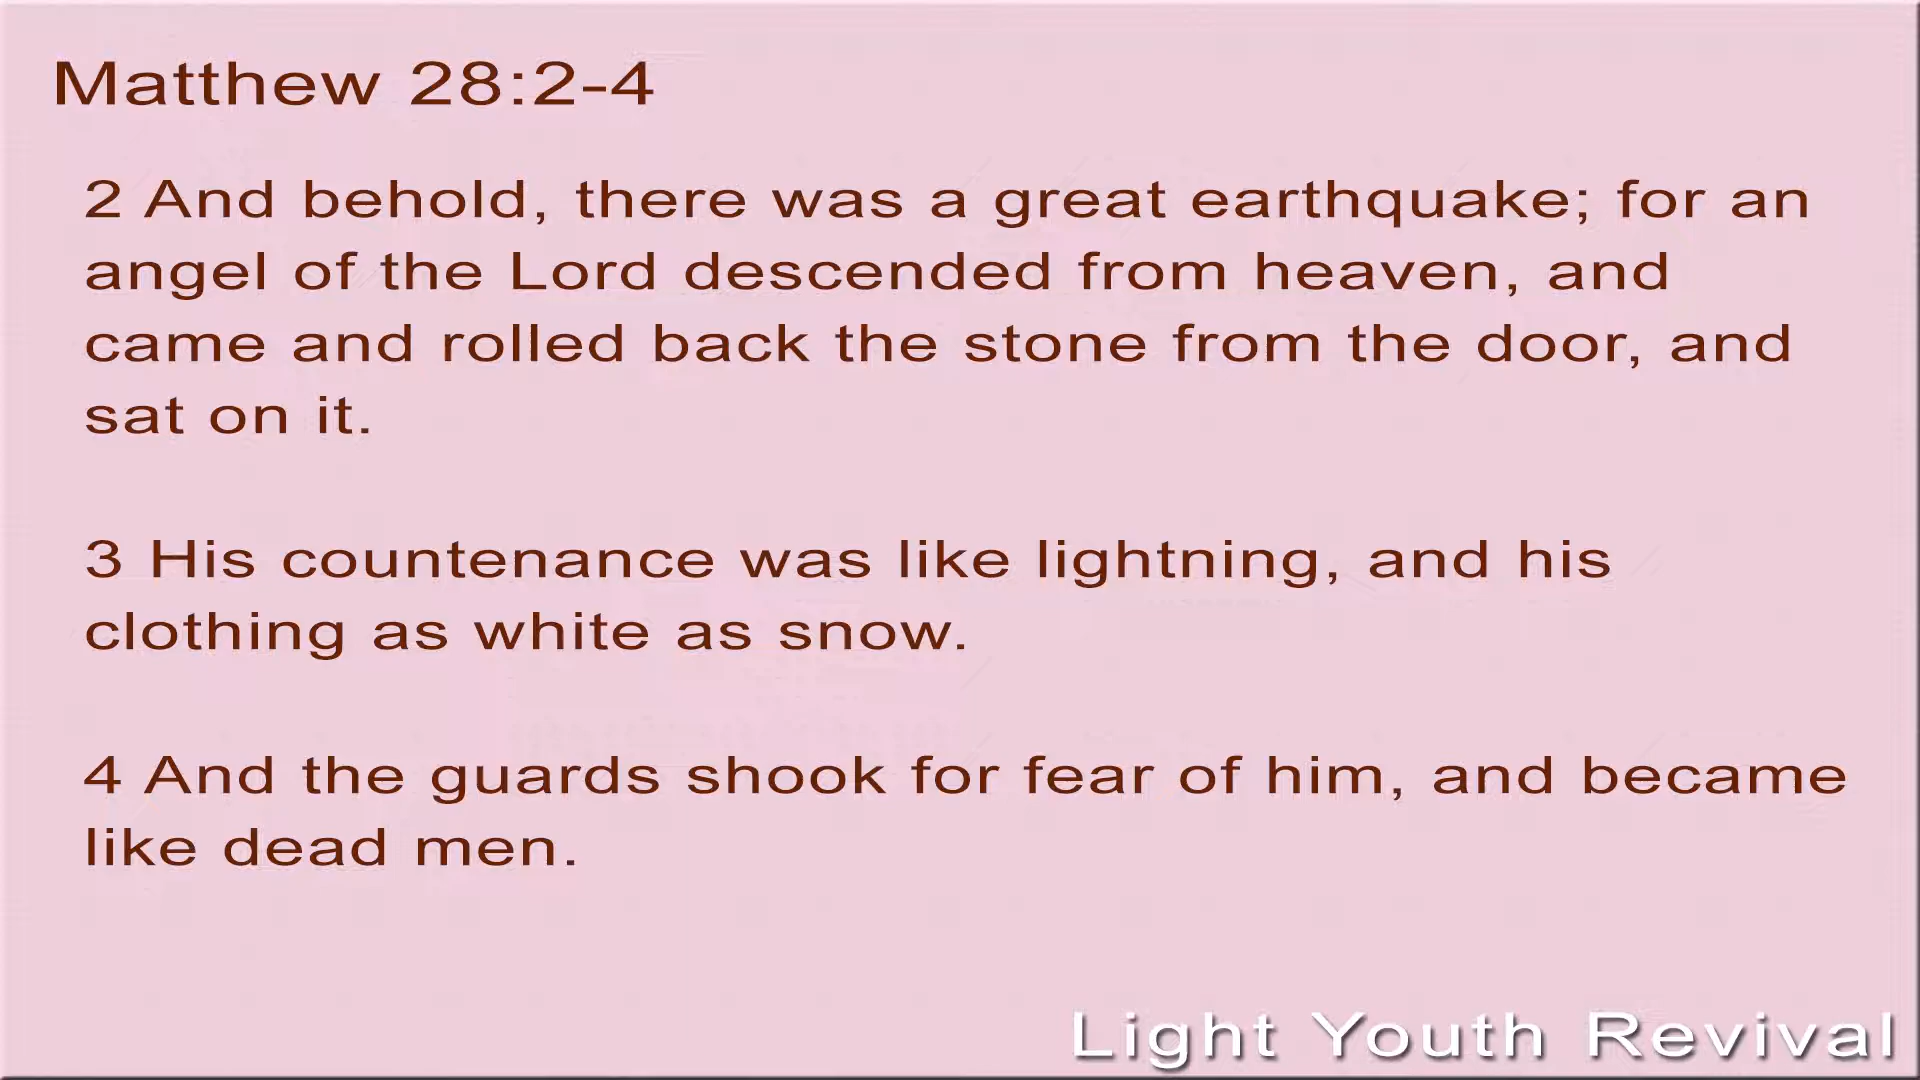 Matthew 28:2-4
2 And behold, there was a great earthquake; for an
angel of the Lord descended from heaven, and
came and rolled back the stone from the door, and
sat on it.
3 His countenance was like lightning, and his
clothing as white as snow.
4 And the guards shook for fear of him, and became
like dead men.
Light Youth Revival